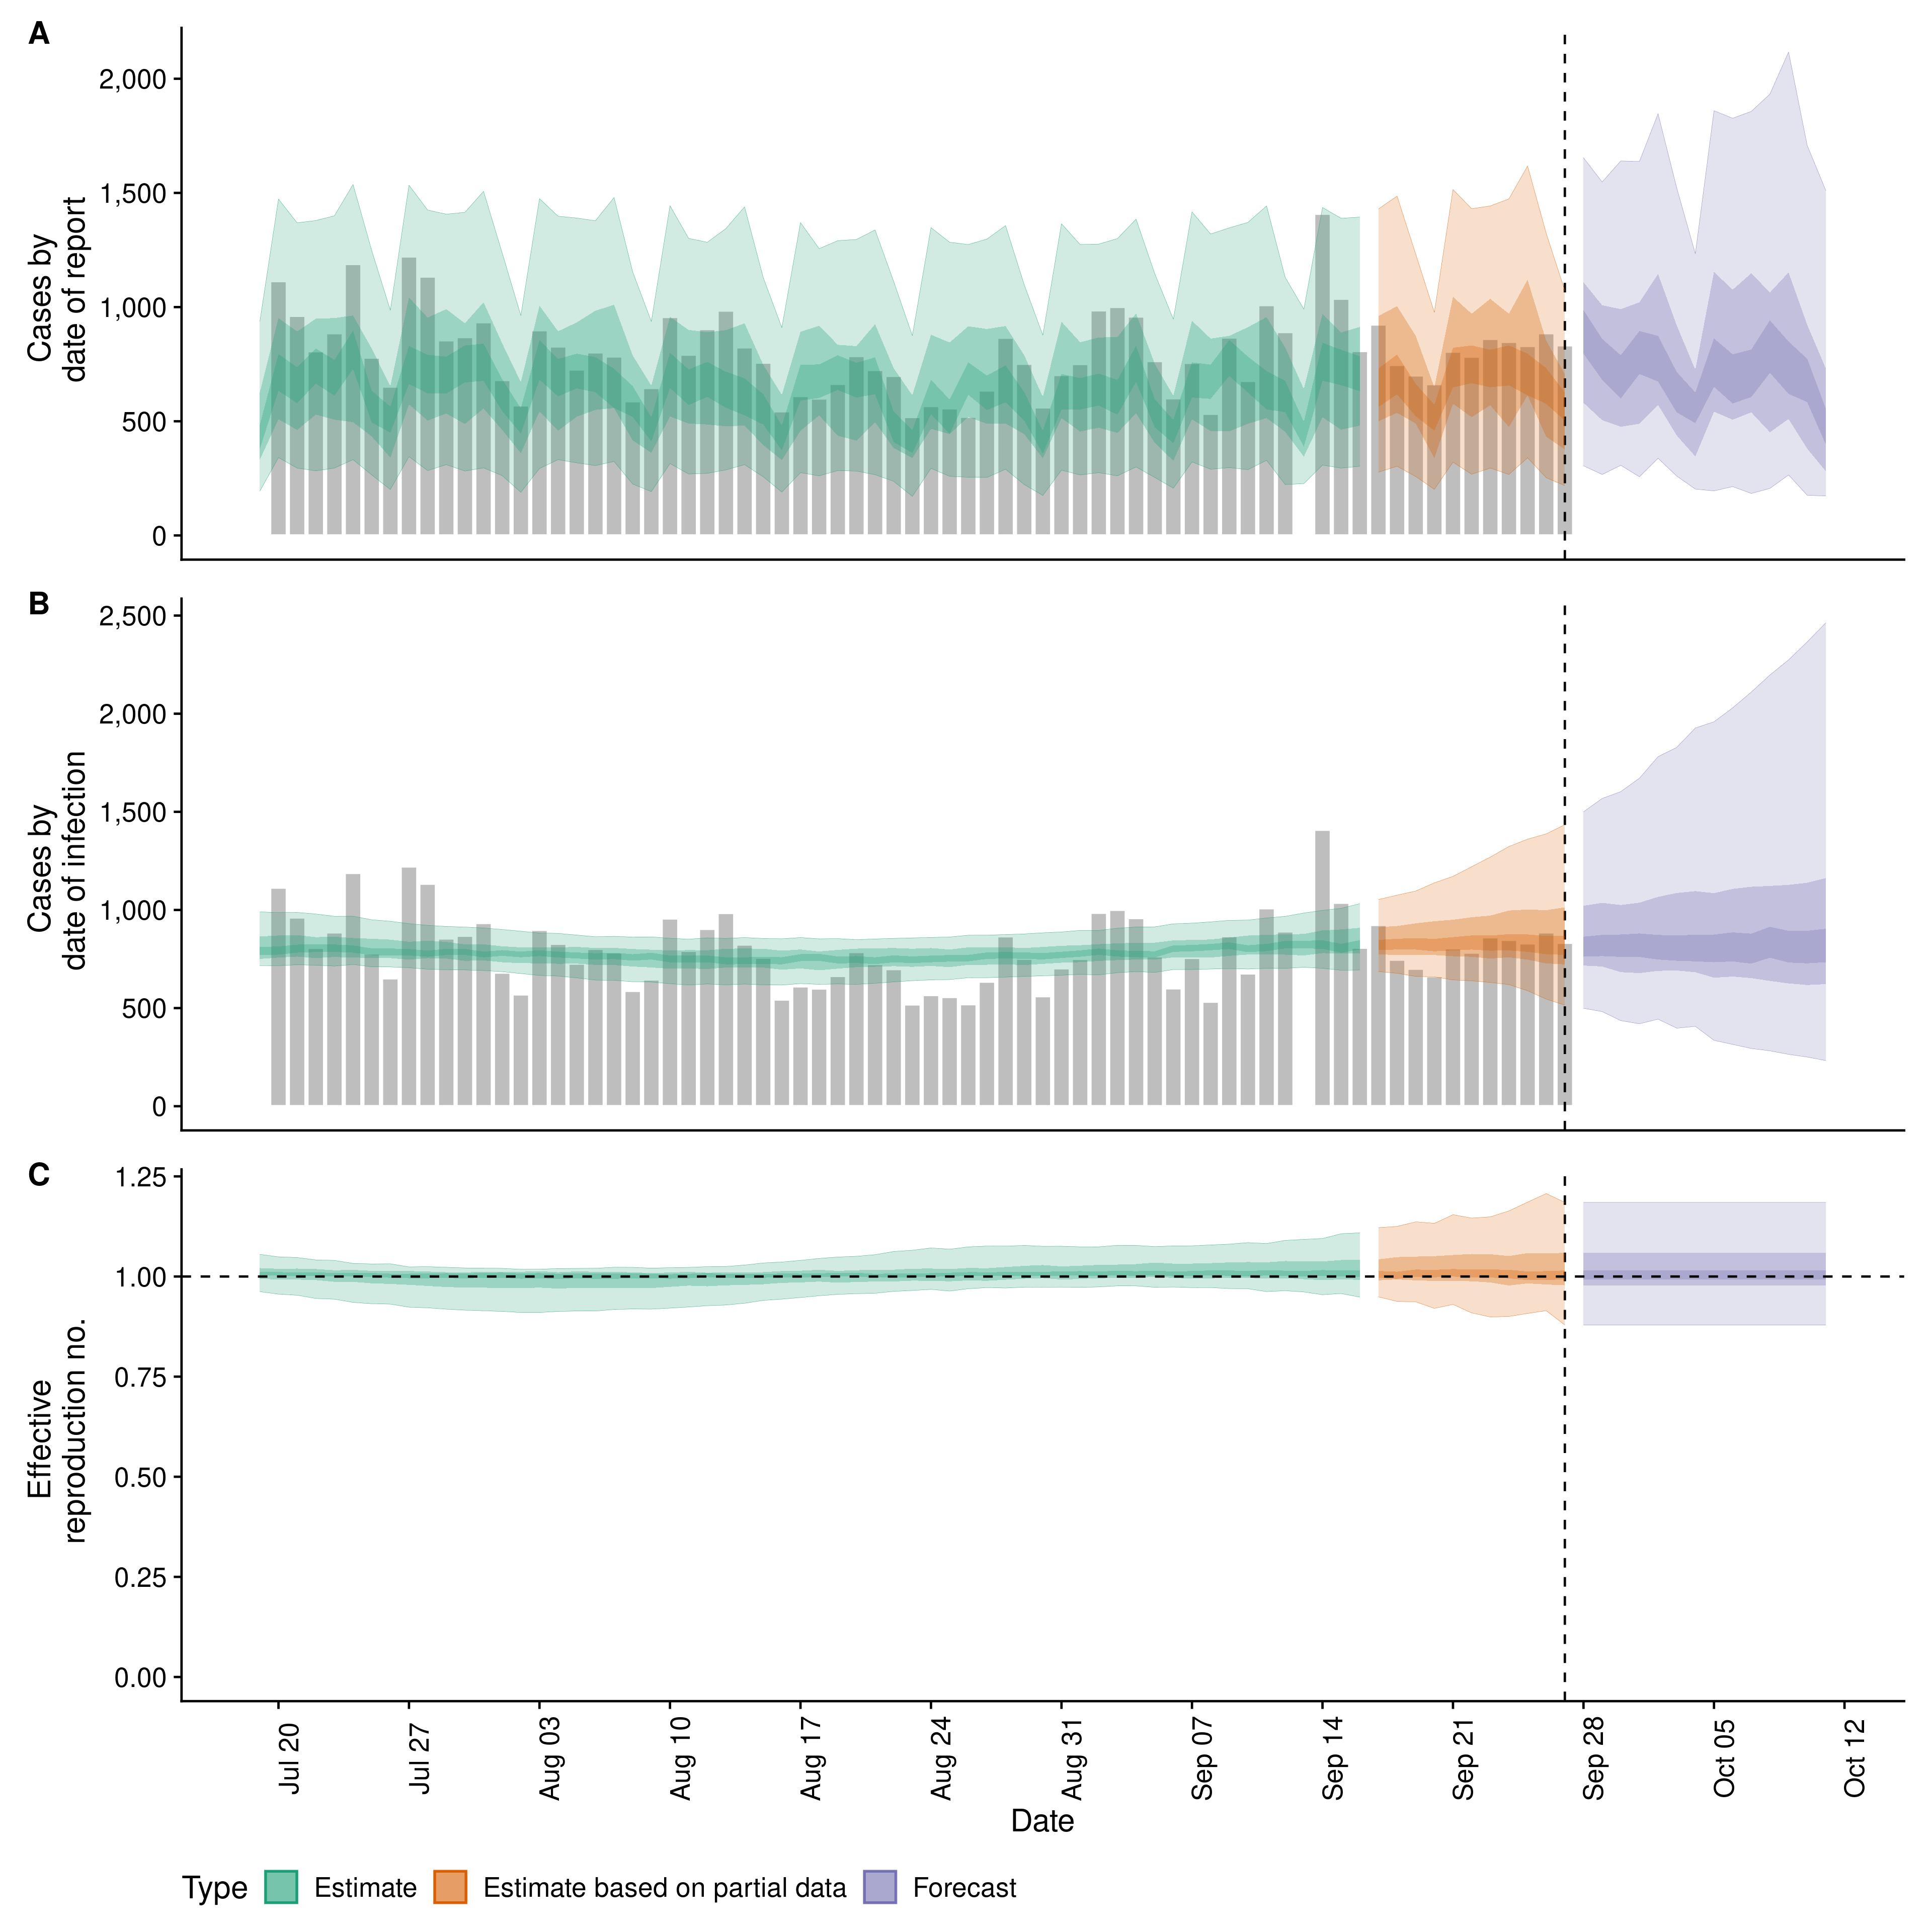 A
Cases by
date of report
2,000
1,500
1,000
500
0
B
Cases by
date of infection
2,500
2,000
1,500
1,000
500
0
C
Effective
reproduction no.
1.25
1.00
0.75
0.50
0.25
0.00
Jul 20
Jul 27
Aug 03
Aug 10
Aug 17
Aug 24
Aug 31
Sep 07
Sep 14
Sep 21
Sep 28
Oct 05
Oct 12
Date
Type
Estimate
Estimate based on partial data
Forecast